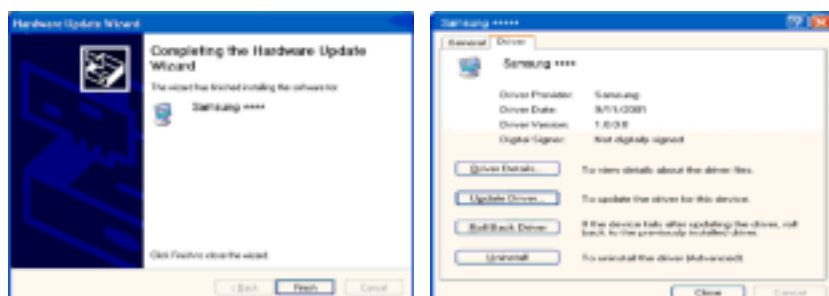 Hardware Update Wizard
Completing the Hardware Update
Wizard
The wizard has finished installing the software for:
Samsung ****
Click Finish to close the wizard.
< Back
Finish
Cancel
Samsung *****
General
Driver
Samsung ****
Driver Provider: Samsung
Driver Date: 9/11/2001
Driver Version: 1.0.0.0
Digital Signer: Not digitally signed
Driver Details...
To view details about the driver files.
Update Driver...
To update the driver for this device.
Roll Back Driver
If the device fails after updating the driver, roll
back to the previously installed driver.
Uninstall
To uninstall the driver (Advanced).
Close
Cancel